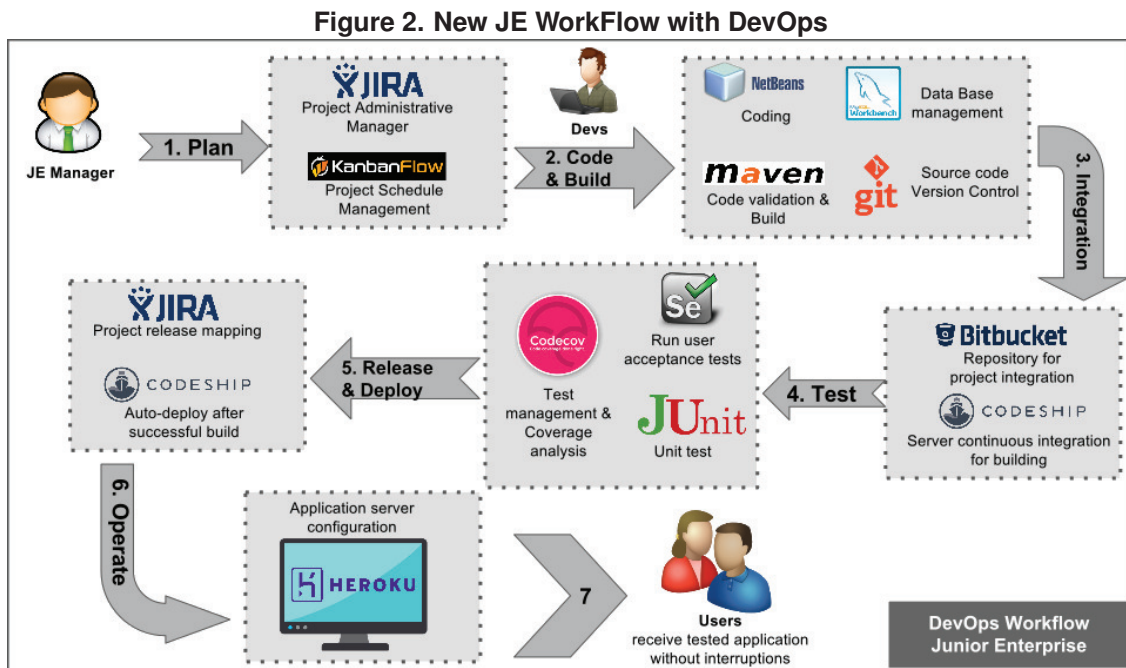 Figure 2. New JE WorkFlow with DevOps
JE Manager
1. Plan
JIRA
Project Administrative
Manager
KanbanFlow
Project Schedule
Management
Devs
2. Code
& Build
NetBeans
Coding
Workbench
Data Base
management
maven
Code validation &
Build
git
Source code
Version Control
3. Integration
Bitbucket
Repository for
project integration
CODESHIP
Server continuous integration
for building
4. Test
Se
Run user
acceptance tests
Codecov
Test
management &
Coverage
analysis
JUnit
Unit test
5. Release
& Deploy
JIRA
Project release mapping
CODESHIP
Auto-deploy after
successful build
6. Operate
Application server
configuration
HEROKU
7
Users
receive tested application
without interruptions
DevOps Workflow
Junior Enterprise